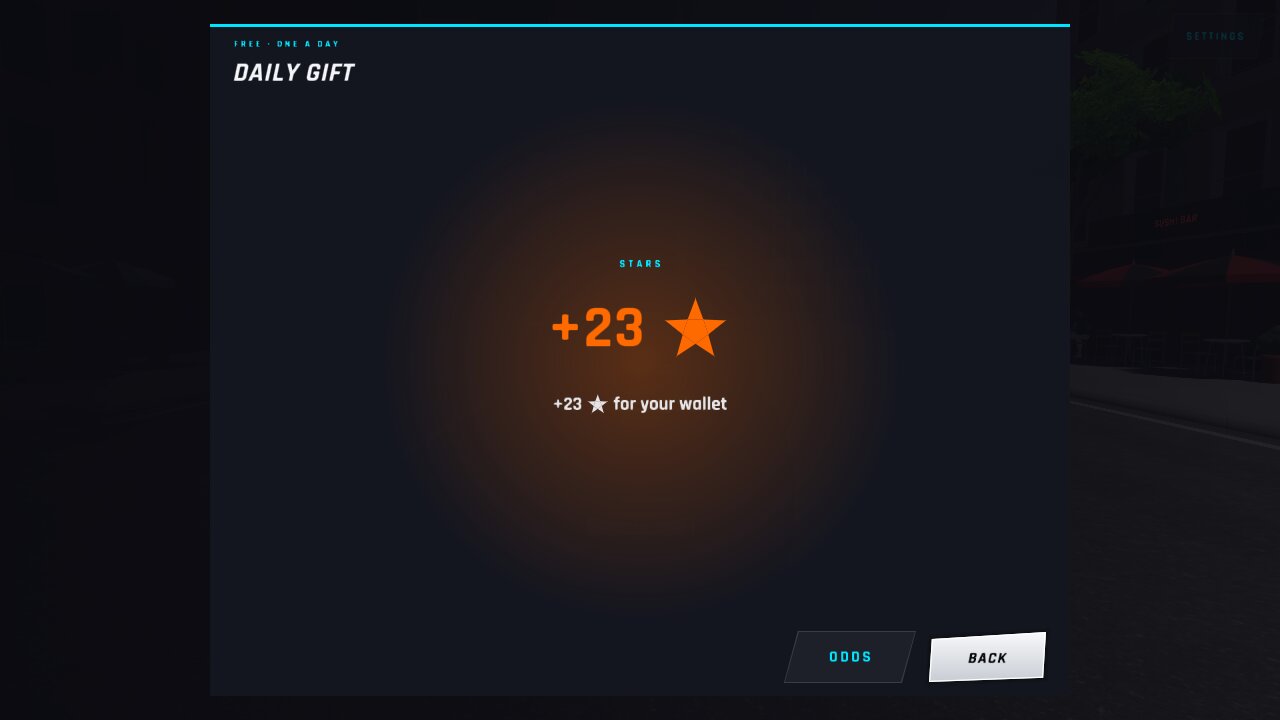 FREE · ONE A DAY
DAILY GIFT
SETTINGS
SUSHI BAR
STARS
+23 ★
+23 ★ for your wallet
ODDS
BACK